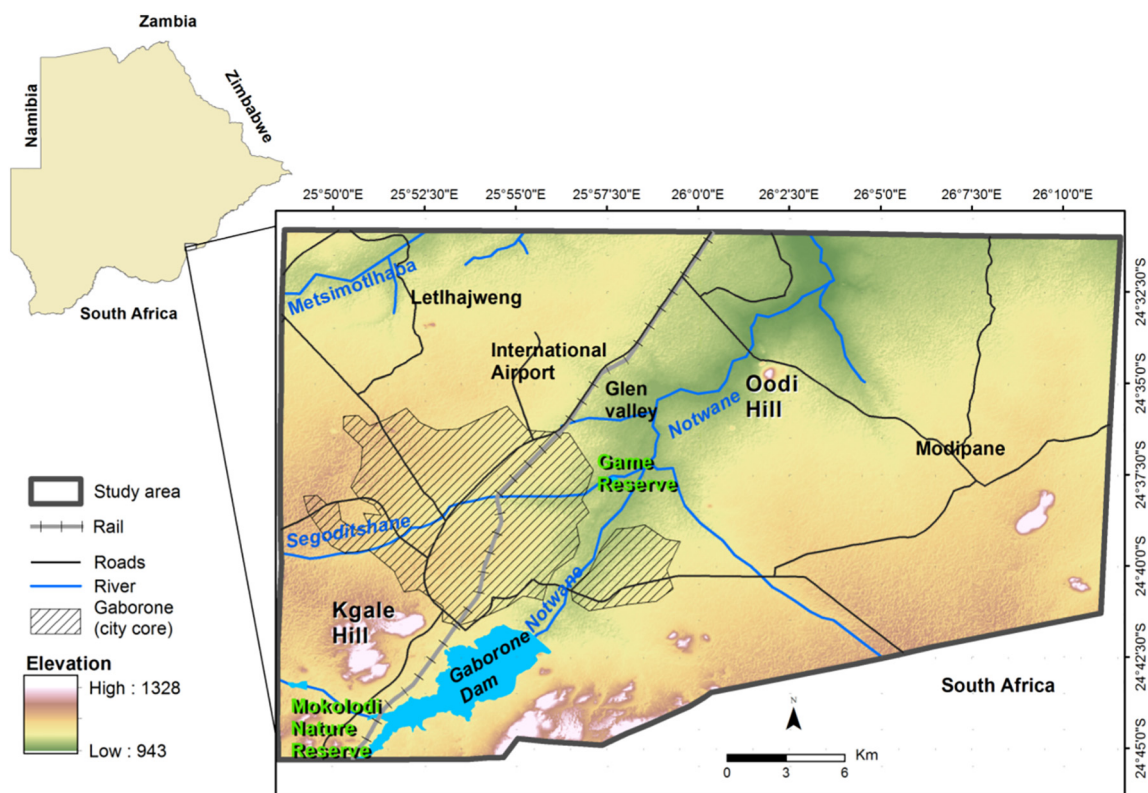 Zambia
Namibia
Zimbabwe
South Africa
25°50'0"E
25°52'30"E
25°55'0"E
25°57'30"E
26°0'0"E
26°2'30"E
26°5'0"E
26°7'30"E
26°10'0"E
24°32'30"S
24°35'0"S
24°37'30"S
24°40'0"S
24°42'30"S
24°45'0"S
Metsimotlhaba
Letlhajweng
International
Airport
Glen
valley
Notwane
Oodi
Hill
Modipane
Game
Reserve
Segoditshane
Kgale
Hill
Notwane
Gaborone
Dam
Mokolodi
Nature
Reserve
South Africa
N
0 3 6 Km
Study area
Rail
Roads
River
Gaborone
(city core)
Elevation
High : 1328
Low : 943